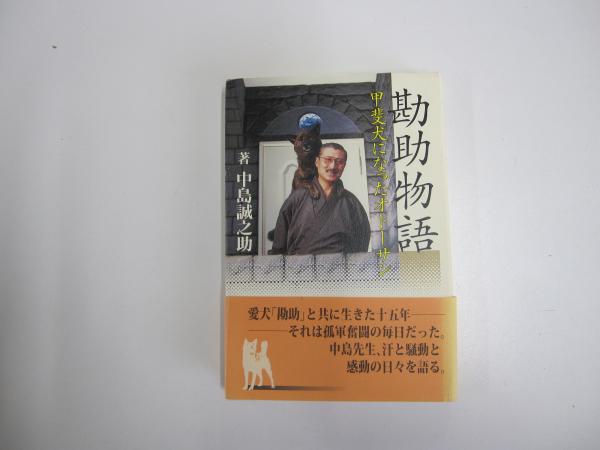 勘助物語
甲斐犬になったオトーサン
著 中島誠之助
愛犬「勘助」と共に生きた十五年――
――それは孤軍奮闘の毎日だった。
中島先生、汗と騒動と
感動の日々を語る。